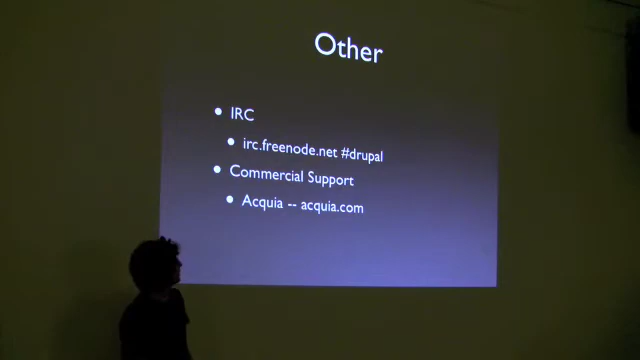 Other
IRC
irc.freenode.net #drupal
Commercial Support
Acquia -- acquia.com